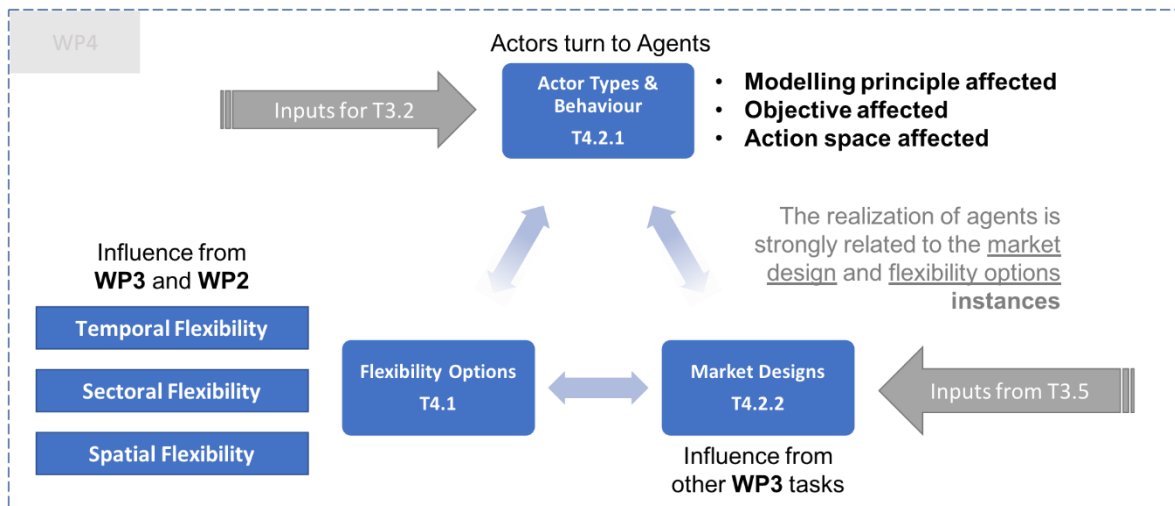 WP4
Actors turn to Agents
Actor Types &
Behaviour
T4.2.1
• Modelling principle affected
• Objective affected
• Action space affected
Inputs for T3.2
The realization of agents is
strongly related to the market
design and flexibility options
instances
Influence from
WP3 and WP2
Temporal Flexibility
Sectoral Flexibility
Spatial Flexibility
Flexibility Options
T4.1
Market Designs
T4.2.2
Inputs from T3.5
Influence from
other WP3 tasks